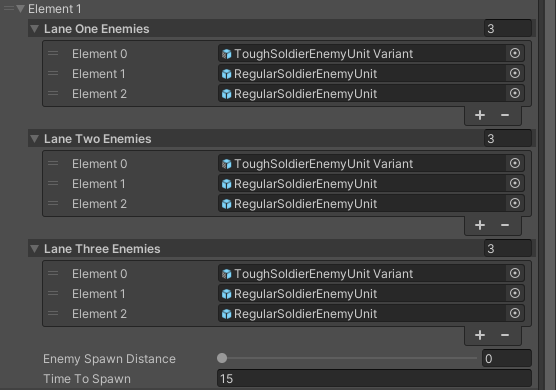 Element 1
Lane One Enemies 3
Element 0 ToughSoldierEnemyUnit Variant
Element 1 RegularSoldierEnemyUnit
Element 2 RegularSoldierEnemyUnit
+ −
Lane Two Enemies 3
Element 0 ToughSoldierEnemyUnit Variant
Element 1 RegularSoldierEnemyUnit
Element 2 RegularSoldierEnemyUnit
+ −
Lane Three Enemies 3
Element 0 ToughSoldierEnemyUnit Variant
Element 1 RegularSoldierEnemyUnit
Element 2 RegularSoldierEnemyUnit
+ −
Enemy Spawn Distance 0
Time To Spawn 15